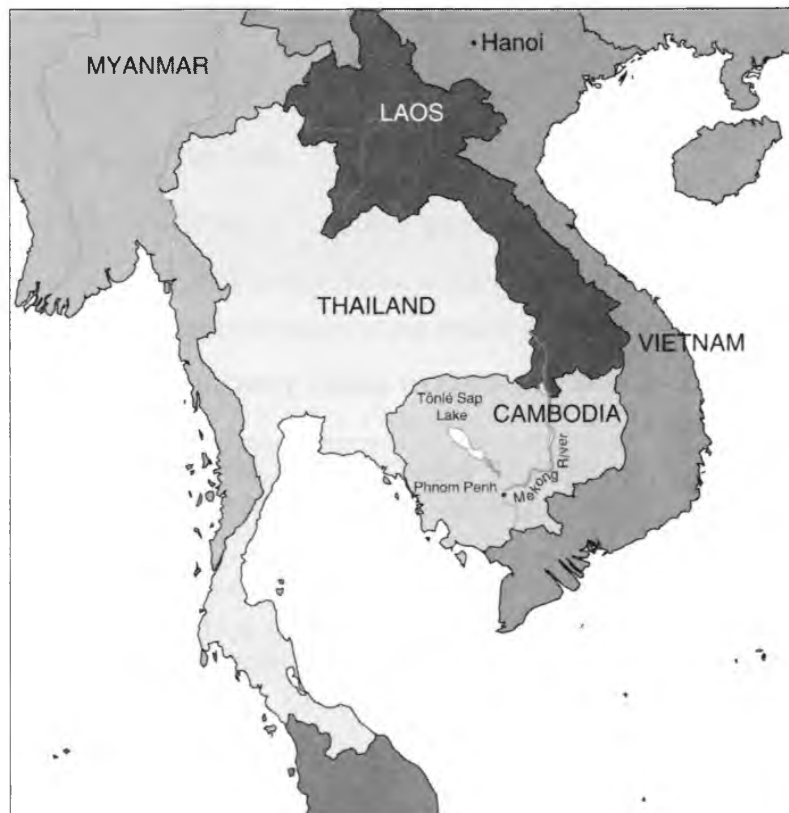 Hanoi
MYANMAR
LAOS
THAILAND
VIETNAM
Tônlé Sap
Lake
CAMBODIA
Phnom Penh
Mekong
River